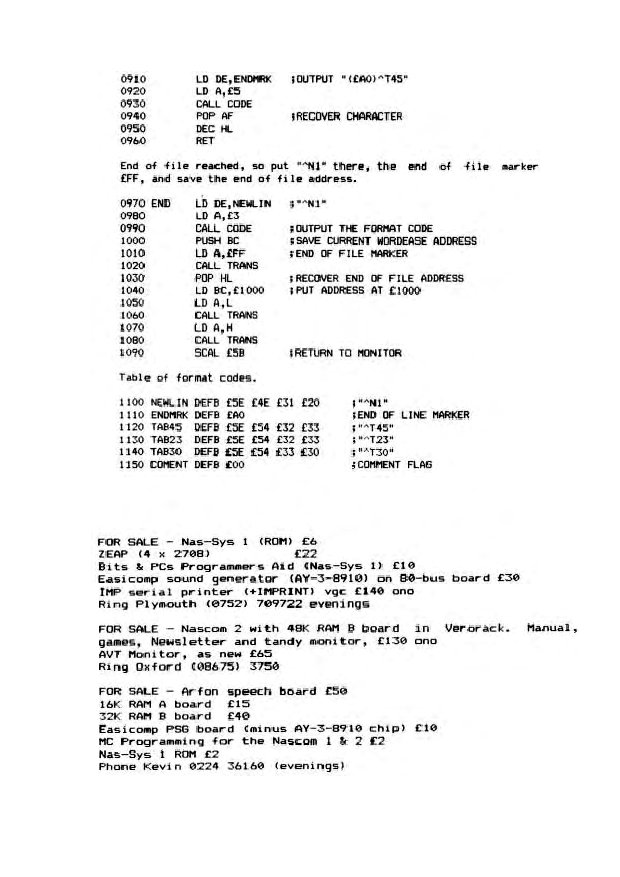 0910 LD DE,ENDMRK ;OUTPUT "(£A0)^T45"
0920 LD A,£5
0930 CALL CODE
0940 POP AF ;RECOVER CHARACTER
0950 DEC HL
0960 RET
End of file reached, so put "^N1" there, the end of file marker
£FF, and save the end of file address.
0970 END LD DE,NEWLIN ;"^N1"
0980 LD A,£3
0990 CALL CODE ;OUTPUT THE FORMAT CODE
1000 PUSH BC ;SAVE CURRENT WORDEASE ADDRESS
1010 LD A,£FF ;END OF FILE MARKER
1020 CALL TRANS
1030 POP HL ;RECOVER END OF FILE ADDRESS
1040 LD BC,£1000 ;PUT ADDRESS AT £1000
1050 LD A,L
1060 CALL TRANS
1070 LD A,H
1080 CALL TRANS
1090 SCAL £5B ;RETURN TO MONITOR
Table of format codes.
1100 NEWLIN DEFB £5E £4E £31 £20 ;"^N1"
1110 ENDMRK DEFB £A0 ;END OF LINE MARKER
1120 TAB45 DEFB £5E £54 £32 £33 ;"^T45"
1130 TAB23 DEFB £5E £54 £32 £33 ;"^T23"
1140 TAB30 DEFB £5E £54 £33 £30 ;"^T30"
1150 COMENT DEFB £00 ;COMMENT FLAG
FOR SALE - Nas-Sys 1 (ROM) £6
ZEAP (4 x 2708) £22
Bits & PCs Programmers Aid (Nas-Sys 1) £10
Easicomp sound generator (AY-3-8910) on 80-bus board £30
IMP serial printer (+IMPRINT) vgc £140 ono
Ring Plymouth (0752) 709722 evenings
FOR SALE - Nascom 2 with 48K RAM B board in Verorack. Manual,
games, Newsletter and tandy monitor, £130 ono
AVT Monitor, as new £65
Ring Oxford (08675) 3750
FOR SALE - Arfon speech board £50
16K RAM A board £15
32K RAM B board £40
Easicomp PSG board (minus AY-3-8910 chip) £10
MC Programming for the Nascom 1 & 2 £2
Nas-Sys 1 ROM £2
Phone Kevin 0224 36160 (evenings)